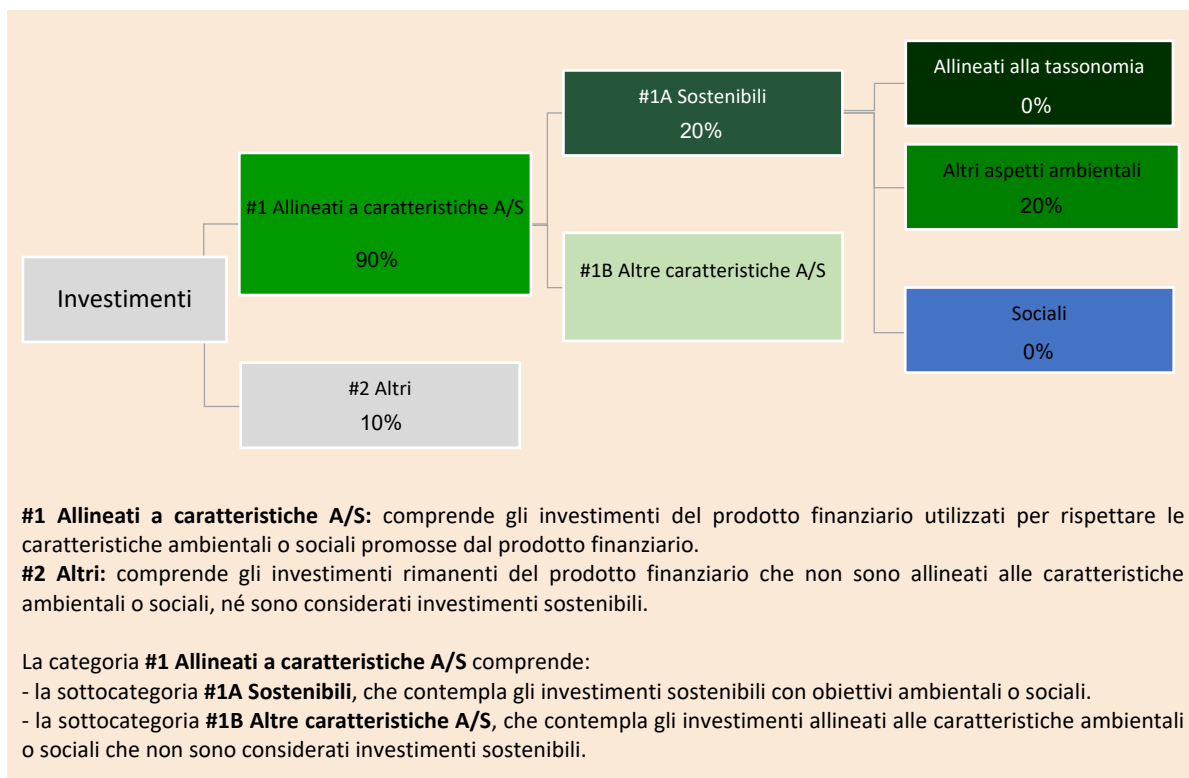 Allineati alla tassonomia
0%
#1A Sostenibili
20%
Altri aspetti ambientali
20%
#1 Allineati a caratteristiche A/S
90%
#1B Altre caratteristiche A/S
Investimenti
Sociali
0%
#2 Altri
10%
#1 Allineati a caratteristiche A/S: comprende gli investimenti del prodotto finanziario utilizzati per rispettare le
caratteristiche ambientali o sociali promosse dal prodotto finanziario.
#2 Altri: comprende gli investimenti rimanenti del prodotto finanziario che non sono allineati alle caratteristiche
ambientali o sociali, né sono considerati investimenti sostenibili.
La categoria #1 Allineati a caratteristiche A/S comprende:
- la sottocategoria #1A Sostenibili, che contempla gli investimenti sostenibili con obiettivi ambientali o sociali.
- la sottocategoria #1B Altre caratteristiche A/S, che contempla gli investimenti allineati alle caratteristiche ambientali
o sociali che non sono considerati investimenti sostenibili.